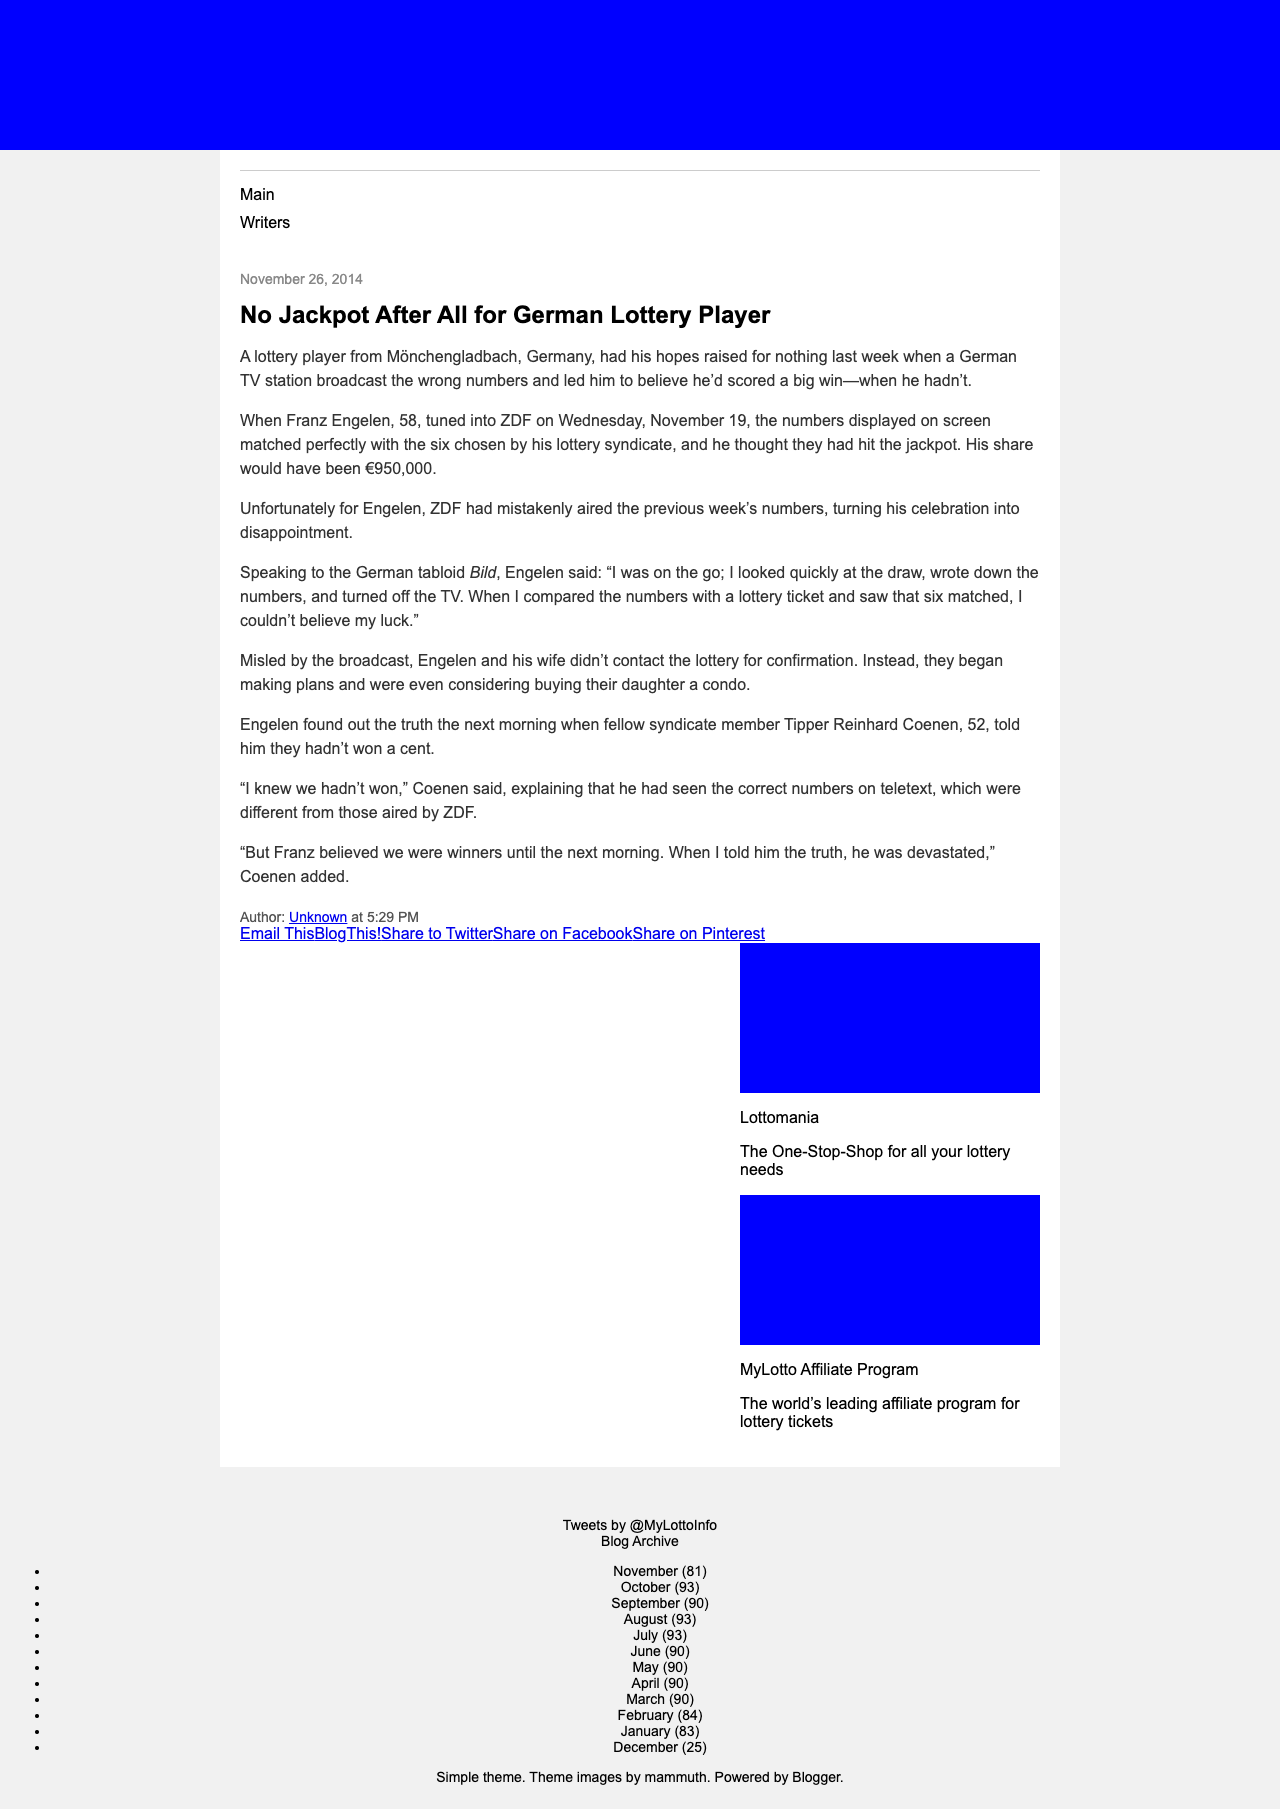 Main
Writers
November 26, 2014
No Jackpot After All for German Lottery Player
A lottery player from Mönchengladbach, Germany, had his hopes raised for nothing last week when a German
TV station broadcast the wrong numbers and led him to believe he’d scored a big win—when he hadn’t.
When Franz Engelen, 58, tuned into ZDF on Wednesday, November 19, the numbers displayed on screen
matched perfectly with the six chosen by his lottery syndicate, and he thought they had hit the jackpot. His share
would have been €950,000.
Unfortunately for Engelen, ZDF had mistakenly aired the previous week’s numbers, turning his celebration into
disappointment.
Speaking to the German tabloid Bild, Engelen said: “I was on the go; I looked quickly at the draw, wrote down the
numbers, and turned off the TV. When I compared the numbers with a lottery ticket and saw that six matched, I
couldn’t believe my luck.”
Misled by the broadcast, Engelen and his wife didn’t contact the lottery for confirmation. Instead, they began
making plans and were even considering buying their daughter a condo.
Engelen found out the truth the next morning when fellow syndicate member Tipper Reinhard Coenen, 52, told
him they hadn’t won a cent.
“I knew we hadn’t won,” Coenen said, explaining that he had seen the correct numbers on teletext, which were
different from those aired by ZDF.
“But Franz believed we were winners until the next morning. When I told him the truth, he was devastated,”
Coenen added.
Author: Unknown at 5:29 PM
Email ThisBlogThis!Share to TwitterShare on FacebookShare on Pinterest
Lottomania
The One-Stop-Shop for all your lottery
needs
MyLotto Affiliate Program
The world’s leading affiliate program for
lottery tickets
Tweets by @MyLottoInfo
Blog Archive
• November (81)
• October (93)
• September (90)
• August (93)
• July (93)
• June (90)
• May (90)
• April (90)
• March (90)
• February (84)
• January (83)
• December (25)
Simple theme. Theme images by mammuth. Powered by Blogger.